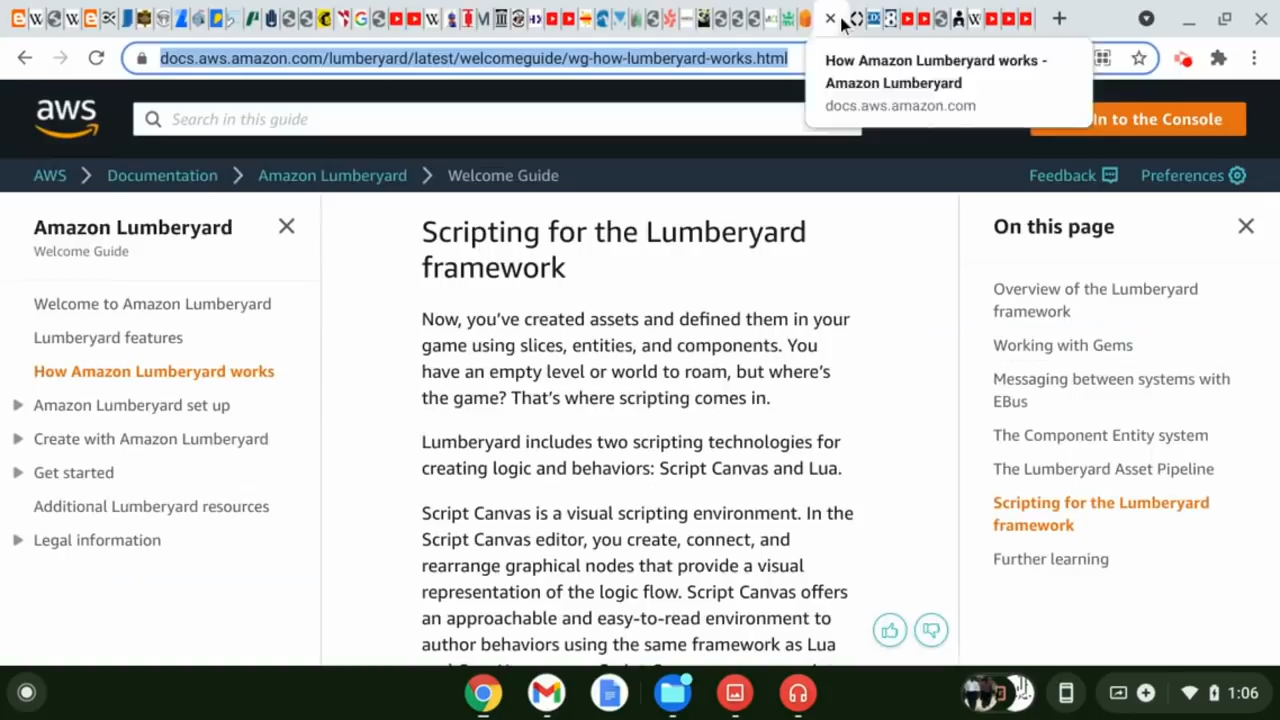 docs.aws.amazon.com/lumberyard/latest/welcomeguide/wg-how-lumberyard-works.html
How Amazon Lumberyard works -
Amazon Lumberyard
docs.aws.amazon.com
aws
Search in this guide
In to the Console
AWS > Documentation > Amazon Lumberyard > Welcome Guide
Feedback
Preferences
Amazon Lumberyard
Welcome Guide
Welcome to Amazon Lumberyard
Lumberyard features
How Amazon Lumberyard works
Amazon Lumberyard set up
Create with Amazon Lumberyard
Get started
Additional Lumberyard resources
Legal information
Scripting for the Lumberyard
framework
Now, you've created assets and defined them in your
game using slices, entities, and components. You
have an empty level or world to roam, but where's
the game? That's where scripting comes in.
Lumberyard includes two scripting technologies for
creating logic and behaviors: Script Canvas and Lua.
Script Canvas is a visual scripting environment. In the
Script Canvas editor, you create, connect, and
rearrange graphical nodes that provide a visual
representation of the logic flow. Script Canvas offers
an approachable and easy-to-read environment to
author behaviors using the same framework as Lua
On this page
Overview of the Lumberyard
framework
Working with Gems
Messaging between systems with
EBus
The Component Entity system
The Lumberyard Asset Pipeline
Scripting for the Lumberyard
framework
Further learning
1:06